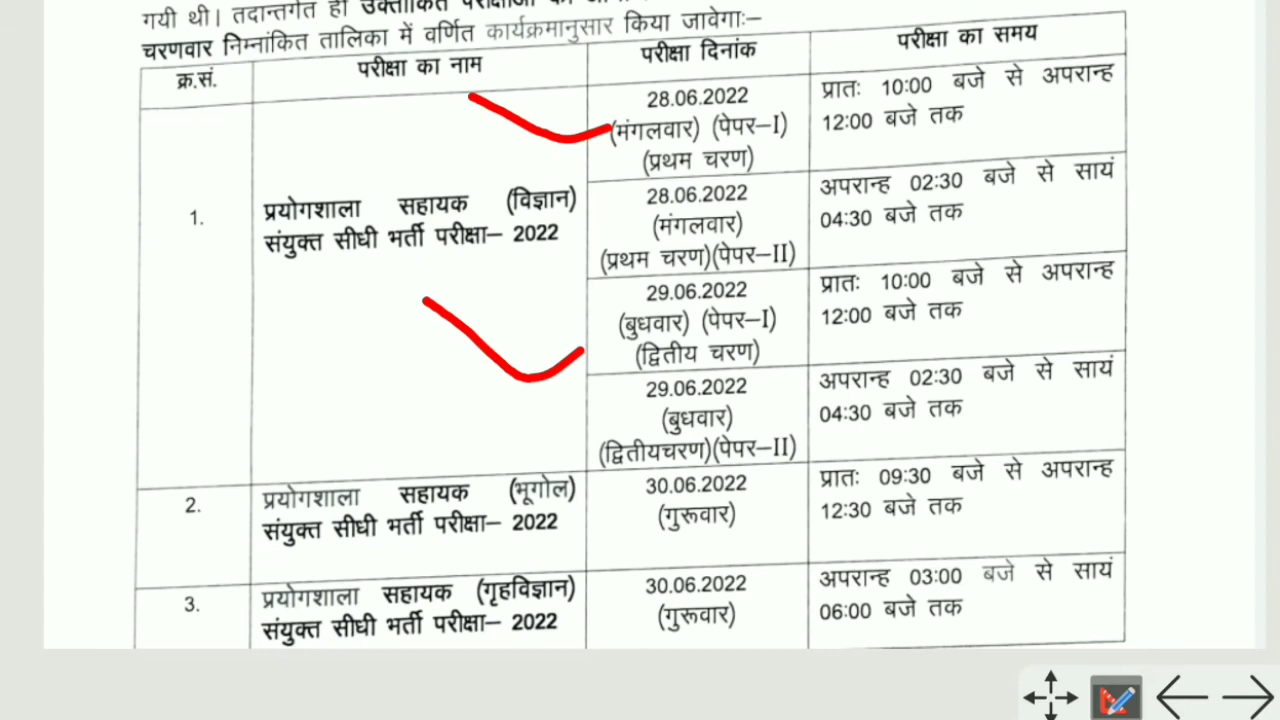 गयी थी। तदान्तर्गत ही उक्तांकित परीक्षाओं का
चरणवार निम्नांकित तालिका में वर्णित कार्यक्रमानुसार किया जावेगाः–
क्र.सं.
परीक्षा का नाम
परीक्षा दिनांक
परीक्षा का समय
1.
प्रयोगशाला सहायक (विज्ञान)
संयुक्त सीधी भर्ती परीक्षा– 2022
28.06.2022
(मंगलवार) (पेपर–I)
(प्रथम चरण)
प्रातः 10:00 बजे से अपरान्ह
12:00 बजे तक
28.06.2022
(मंगलवार)
(प्रथम चरण)(पेपर–II)
अपरान्ह 02:30 बजे से सायं
04:30 बजे तक
29.06.2022
(बुधवार) (पेपर–I)
(द्वितीय चरण)
प्रातः 10:00 बजे से अपरान्ह
12:00 बजे तक
29.06.2022
(बुधवार)
(द्वितीयचरण)(पेपर–II)
अपरान्ह 02:30 बजे से सायं
04:30 बजे तक
2.
प्रयोगशाला सहायक (भूगोल)
संयुक्त सीधी भर्ती परीक्षा– 2022
30.06.2022
(गुरूवार)
प्रातः 09:30 बजे से अपरान्ह
12:30 बजे तक
3.
प्रयोगशाला सहायक (गृहविज्ञान)
संयुक्त सीधी भर्ती परीक्षा– 2022
30.06.2022
(गुरूवार)
अपरान्ह 03:00 बजे से सायं
06:00 बजे तक